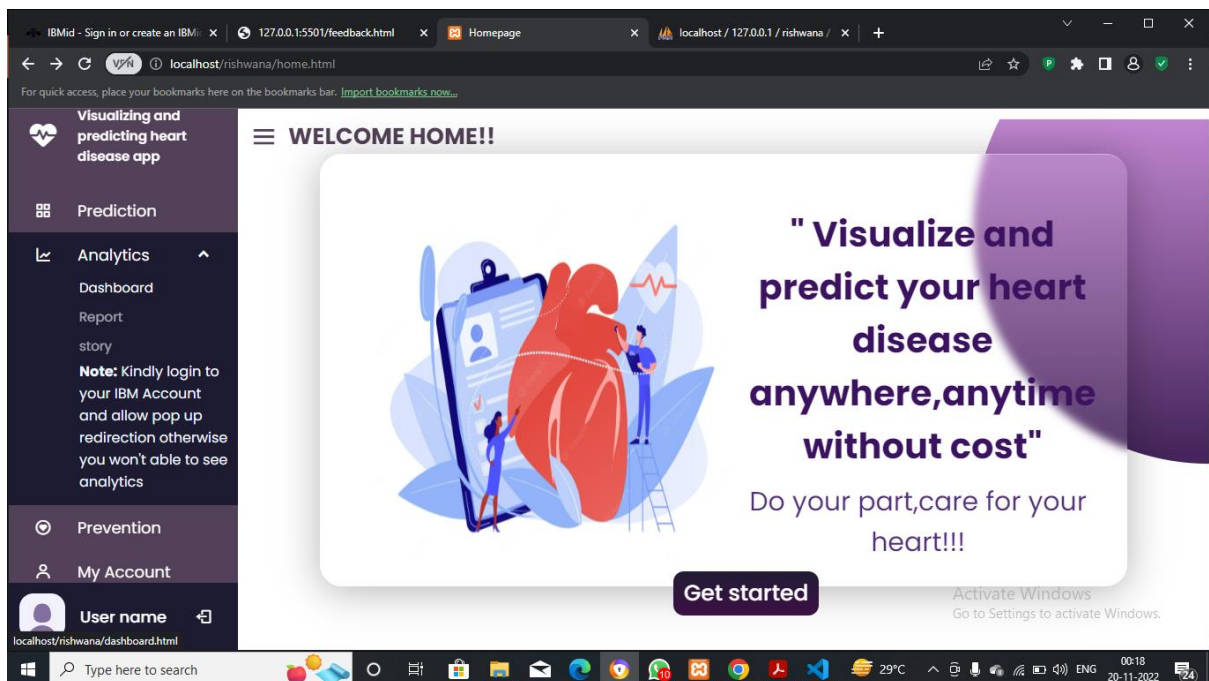 IBMid - Sign in or create an IBMi
127.0.0.1:5501/feedback.html
Homepage
localhost / 127.0.0.1 / rishwana /
VPN
localhost/rishwana/home.html
For quick access, place your bookmarks here on the bookmarks bar. Import bookmarks now...
Visualizing and
predicting heart
disease app
WELCOME HOME!!
Prediction
Analytics
Dashboard
Report
story
Note: Kindly login to
your IBM Account
and allow pop up
redirection otherwise
you won't able to see
analytics
Prevention
My Account
User name
" Visualize and
predict your heart
disease
anywhere,anytime
without cost"
Do your part,care for your
heart!!!
Get started
Activate Windows
Go to Settings to activate Windows.
localhost/rishwana/dashboard.html
Type here to search
10
29°C
ENG
00:18
20-11-2022
24